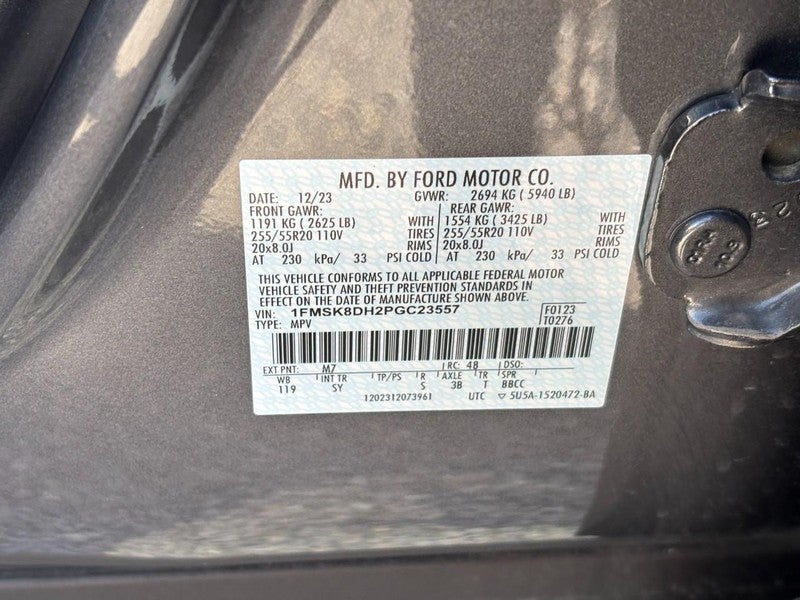 MFD. BY FORD MOTOR CO.
DATE: 12/23 GVWR: 2694 KG ( 5940 LB)
FRONT GAWR: REAR GAWR:
1191 KG ( 2625 LB) WITH 1554 KG ( 3425 LB) WITH
255/55R20 110V TIRES 255/55R20 110V TIRES
20x8.0J RIMS 20x8.0J RIMS
AT 230 kPa/ 33 PSI COLD AT 230 kPa/ 33 PSI COLD
THIS VEHICLE CONFORMS TO ALL APPLICABLE FEDERAL MOTOR
VEHICLE SAFETY AND THEFT PREVENTION STANDARDS IN
EFFECT ON THE DATE OF MANUFACTURE SHOWN ABOVE.
VIN: 1FMSK8DH2PGC23557 F0123
TYPE: MPV T0276
EXT PNT: M7 RC: 48 DSO:
WB INT TR TP/PS R AXLE TR SPR
119 SY S 3B T BBCC
1202312073961 UTC ▽ 5U5A-1520472-BA